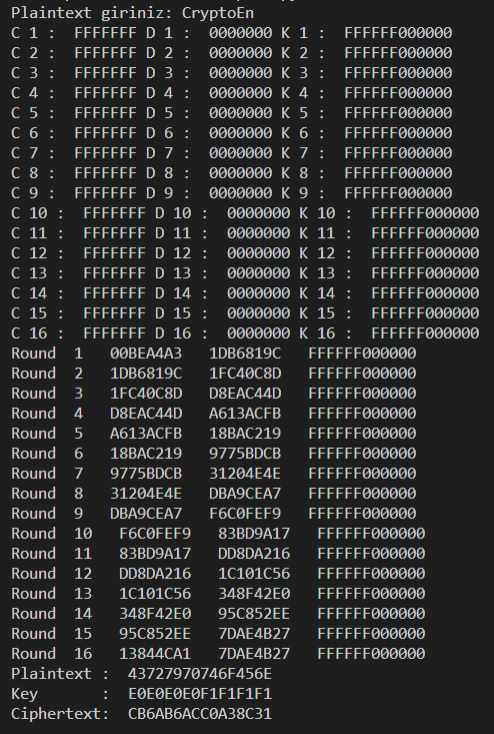 Plaintext giriniz: CryptoEn
C 1 :  FFFFFFF D 1 :  0000000 K 1 :  FFFFFF000000
C 2 :  FFFFFFF D 2 :  0000000 K 2 :  FFFFFF000000
C 3 :  FFFFFFF D 3 :  0000000 K 3 :  FFFFFF000000
C 4 :  FFFFFFF D 4 :  0000000 K 4 :  FFFFFF000000
C 5 :  FFFFFFF D 5 :  0000000 K 5 :  FFFFFF000000
C 6 :  FFFFFFF D 6 :  0000000 K 6 :  FFFFFF000000
C 7 :  FFFFFFF D 7 :  0000000 K 7 :  FFFFFF000000
C 8 :  FFFFFFF D 8 :  0000000 K 8 :  FFFFFF000000
C 9 :  FFFFFFF D 9 :  0000000 K 9 :  FFFFFF000000
C 10 :  FFFFFFF D 10 :  0000000 K 10 :  FFFFFF000000
C 11 :  FFFFFFF D 11 :  0000000 K 11 :  FFFFFF000000
C 12 :  FFFFFFF D 12 :  0000000 K 12 :  FFFFFF000000
C 13 :  FFFFFFF D 13 :  0000000 K 13 :  FFFFFF000000
C 14 :  FFFFFFF D 14 :  0000000 K 14 :  FFFFFF000000
C 15 :  FFFFFFF D 15 :  0000000 K 15 :  FFFFFF000000
C 16 :  FFFFFFF D 16 :  0000000 K 16 :  FFFFFF000000
Round  1   00BEA4A3   1DB6819C   FFFFFF000000
Round  2   1DB6819C   1FC40C8D   FFFFFF000000
Round  3   1FC40C8D   D8EAC44D   FFFFFF000000
Round  4   D8EAC44D   A613ACFB   FFFFFF000000
Round  5   A613ACFB   18BAC219   FFFFFF000000
Round  6   18BAC219   9775BDCB   FFFFFF000000
Round  7   9775BDCB   31204E4E   FFFFFF000000
Round  8   31204E4E   DBA9CEA7   FFFFFF000000
Round  9   DBA9CEA7   F6C0FEF9   FFFFFF000000
Round  10   F6C0FEF9   83BD9A17   FFFFFF000000
Round  11   83BD9A17   DD8DA216   FFFFFF000000
Round  12   DD8DA216   1C101C56   FFFFFF000000
Round  13   1C101C56   348F42E0   FFFFFF000000
Round  14   348F42E0   95C852EE   FFFFFF000000
Round  15   95C852EE   7DAE4B27   FFFFFF000000
Round  16   13844CA1   7DAE4B27   FFFFFF000000
Plaintext :  43727970746F456E
Key       :  E0E0E0E0F1F1F1F1
Ciphertext:  CB6AB6ACC0A38C31